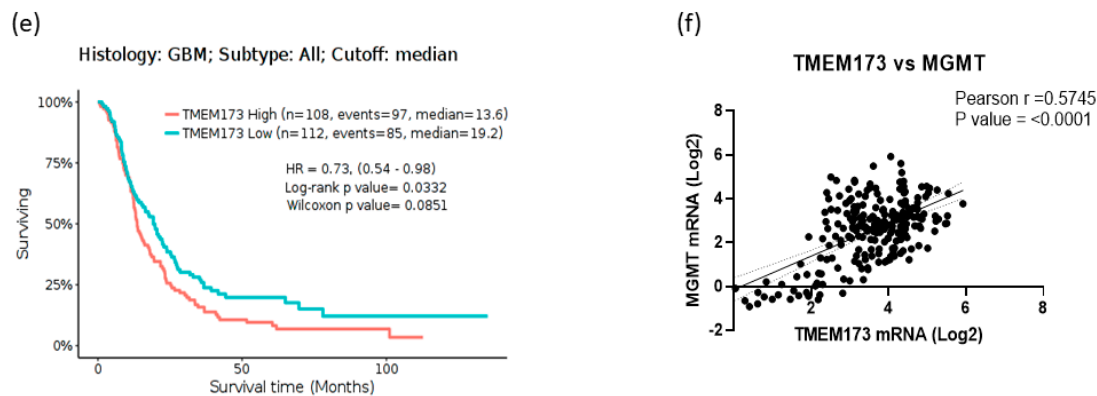 (e)
Histology: GBM; Subtype: All; Cutoff: median
100%
75%
50%
25%
0%
Surviving
TMEM173 High (n=108, events=97, median=13.6)
TMEM173 Low (n=112, events=85, median=19.2)
HR = 0.73, (0.54 - 0.98)
Log-rank p value= 0.0332
Wilcoxon p value= 0.0851
0 50 100
Survival time (Months)
(f)
TMEM173 vs MGMT
Pearson r =0.5745
P value = <0.0001
8
6
4
2
0
-2
MGMT mRNA (Log2)
2 4 6 8
TMEM173 mRNA (Log2)